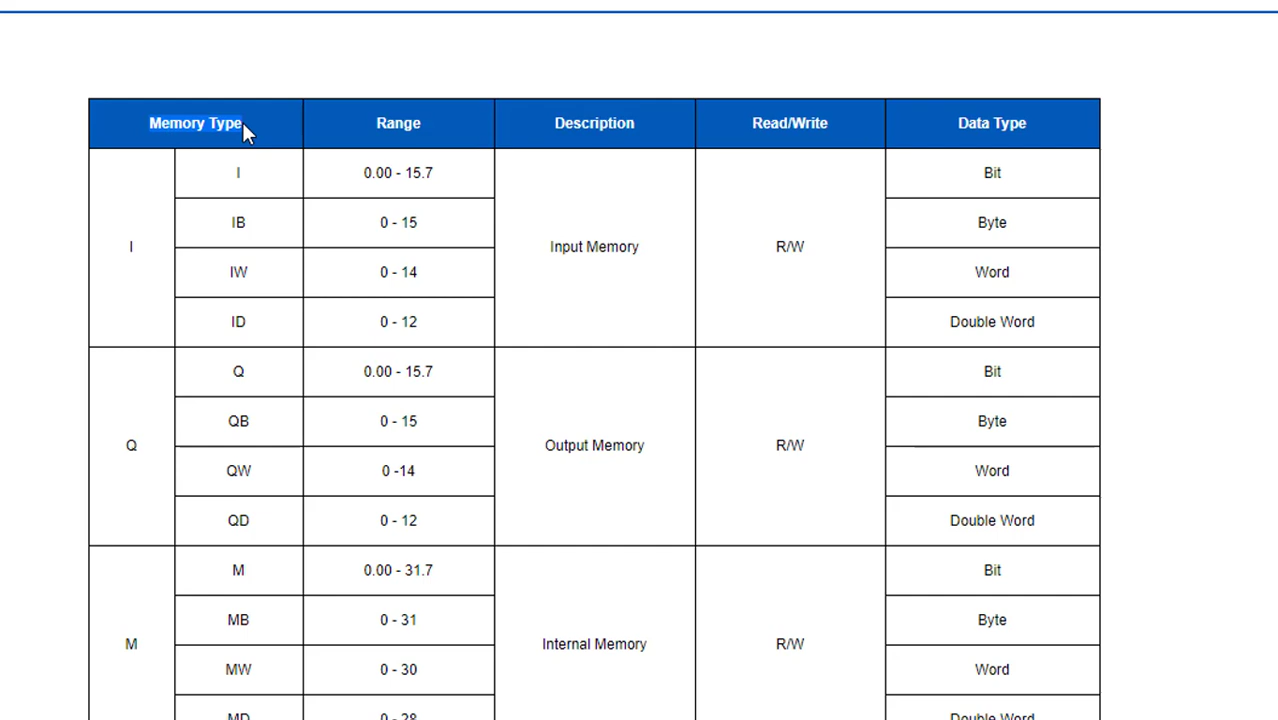 Memory Type Range Description Read/Write Data Type
I I 0.00 - 15.7 Input Memory R/W Bit
IB 0 - 15 Byte
IW 0 - 14 Word
ID 0 - 12 Double Word
Q Q 0.00 - 15.7 Output Memory R/W Bit
QB 0 - 15 Byte
QW 0 -14 Word
QD 0 - 12 Double Word
M M 0.00 - 31.7 Internal Memory R/W Bit
MB 0 - 31 Byte
MW 0 - 30 Word
MD 0 - 28 Double Word